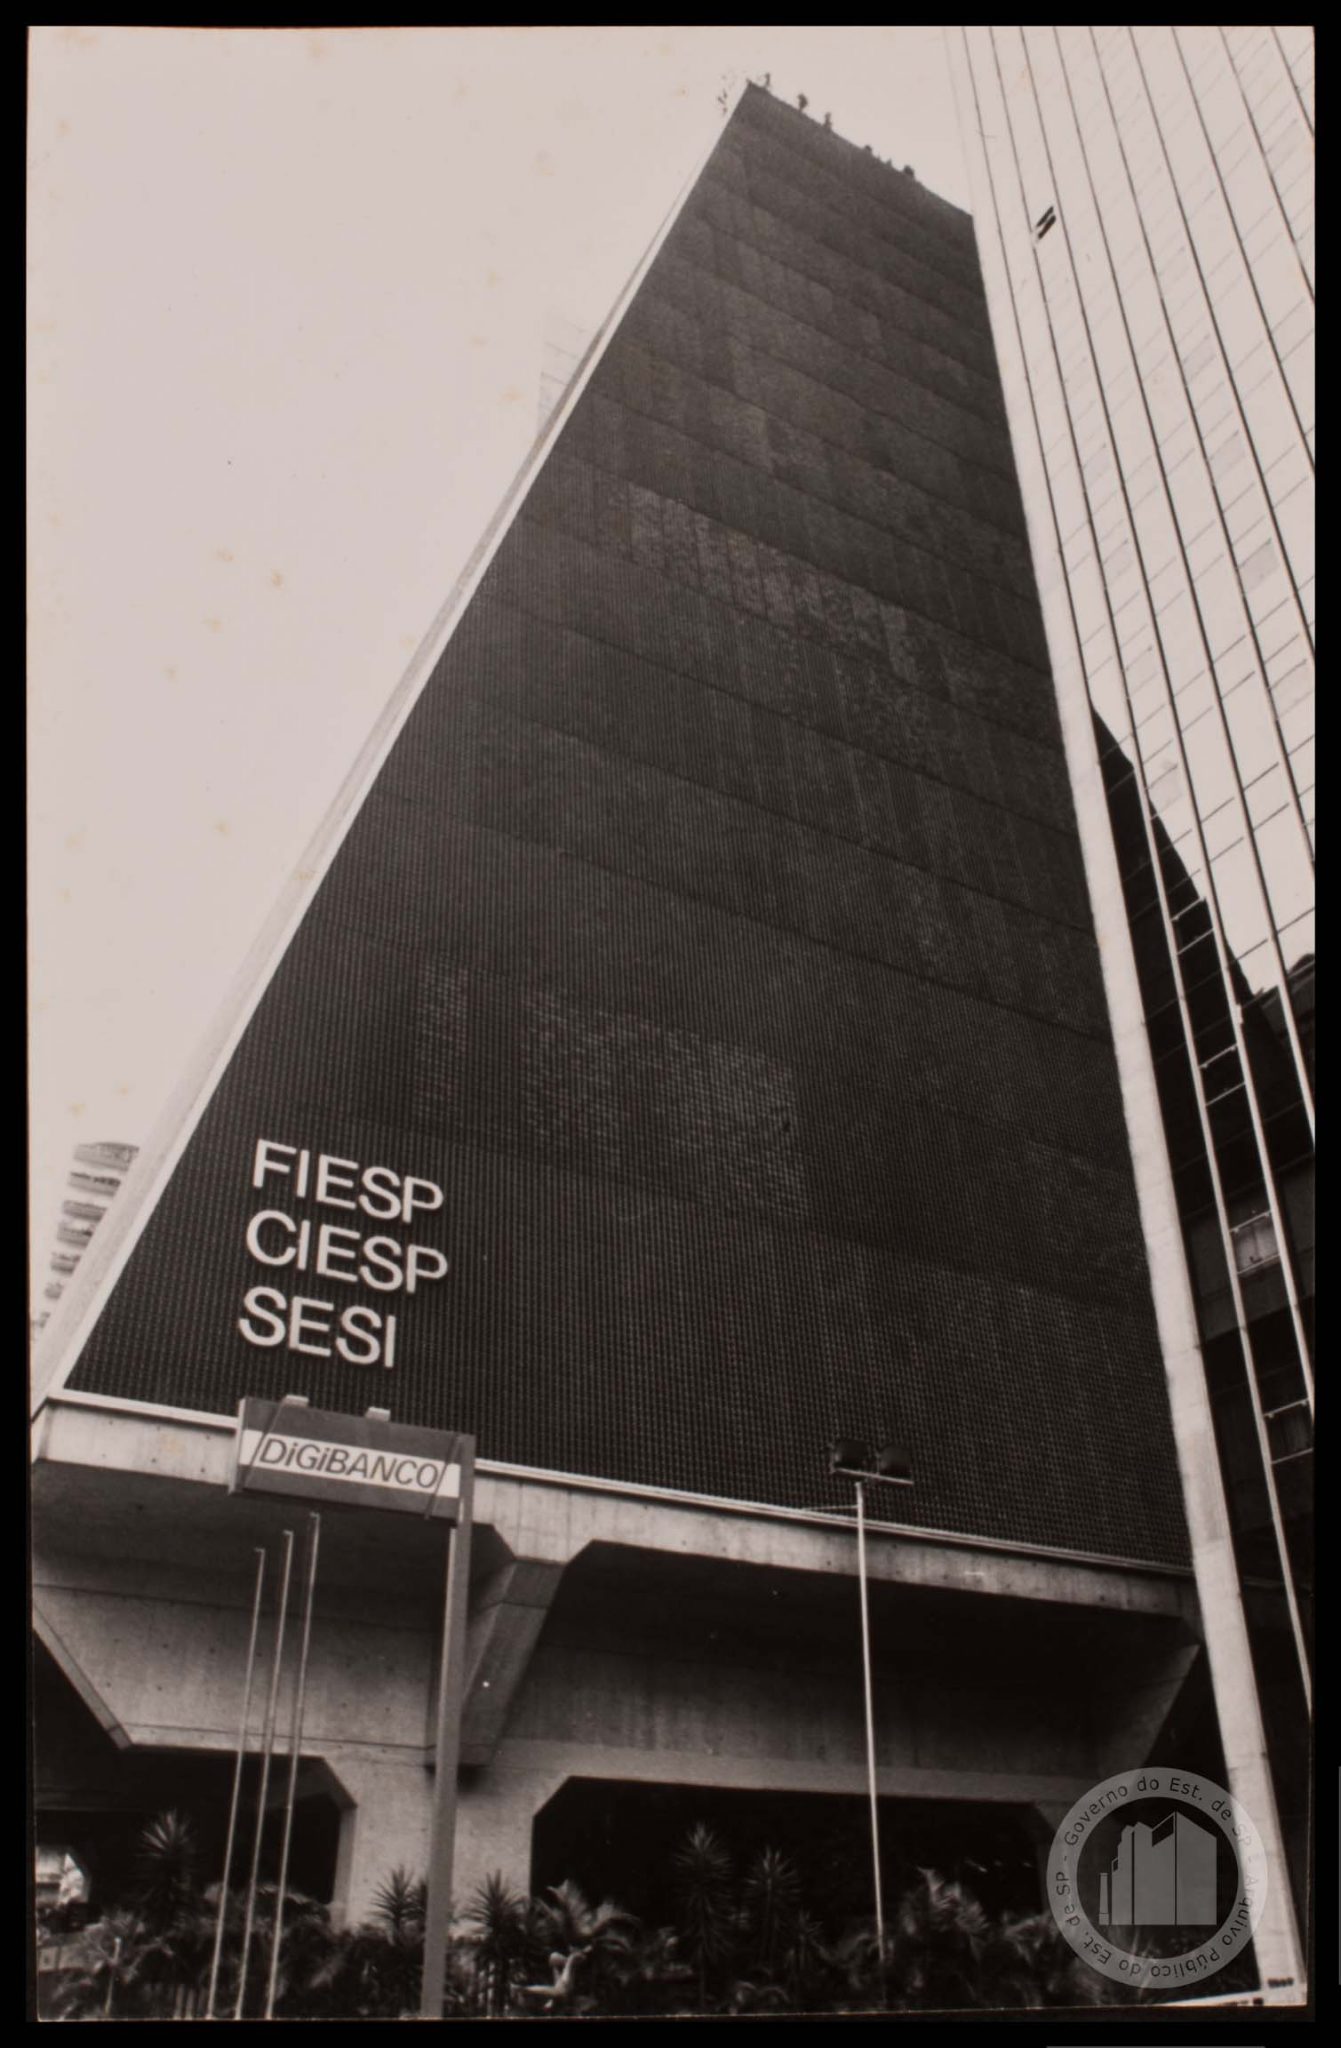 FIESP
CIESP
SESI
DiGiBANCO
Governo do Est. de SP - Arquivo Público do Est. de SP -